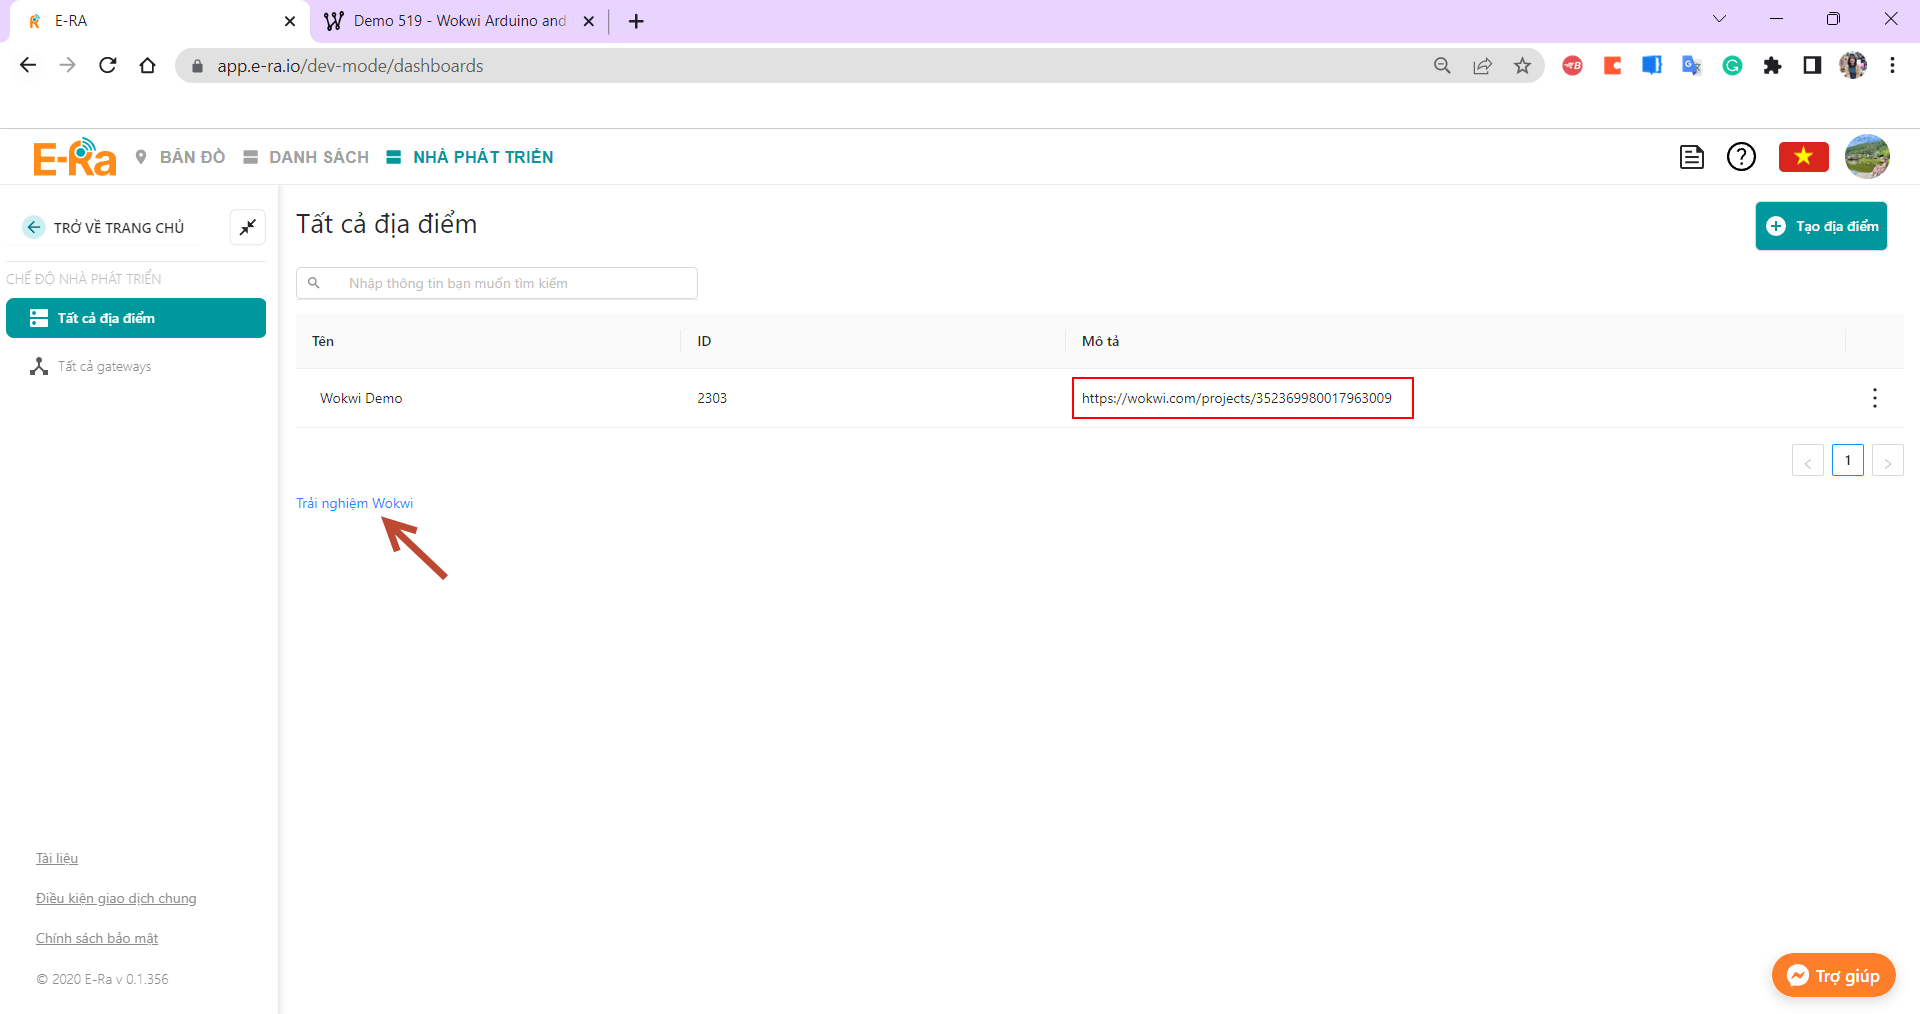 E-RA
Demo 519 - Wokwi Arduino and
app.e-ra.io/dev-mode/dashboards
E-Ra
BẢN ĐỒ
DANH SÁCH
NHÀ PHÁT TRIỂN
TRỞ VỀ TRANG CHỦ
CHẾ ĐỘ NHÀ PHÁT TRIỂN
Tất cả địa điểm
Tất cả gateways
Tất cả địa điểm
Tạo địa điểm
Nhập thông tin bạn muốn tìm kiếm
Tên
ID
Mô tả
Wokwi Demo
2303
https://wokwi.com/projects/352369980017963009
1
Trải nghiệm Wokwi
Tài liệu
Điều kiện giao dịch chung
Chính sách bảo mật
© 2020 E-Ra v 0.1.356
Trợ giúp